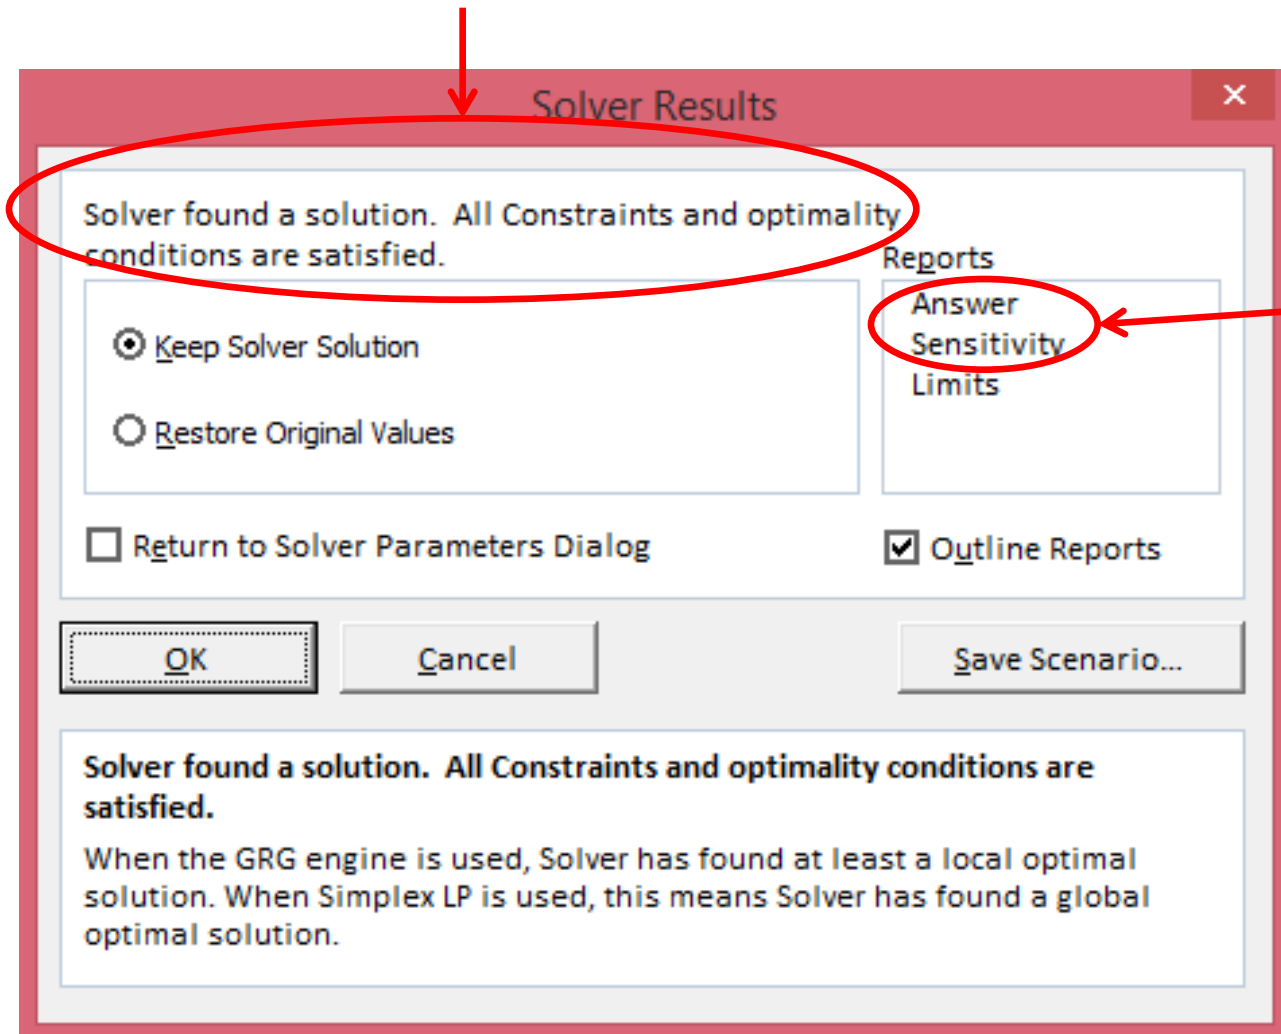 Solver Results
Solver found a solution.  All Constraints and optimality
conditions are satisfied.
Reports
Answer
Sensitivity
Limits
Keep Solver Solution
Restore Original Values
Return to Solver Parameters Dialog
Outline Reports
OK
Cancel
Save Scenario...
Solver found a solution.  All Constraints and optimality conditions are
satisfied.
When the GRG engine is used, Solver has found at least a local optimal
solution. When Simplex LP is used, this means Solver has found a global
optimal solution.